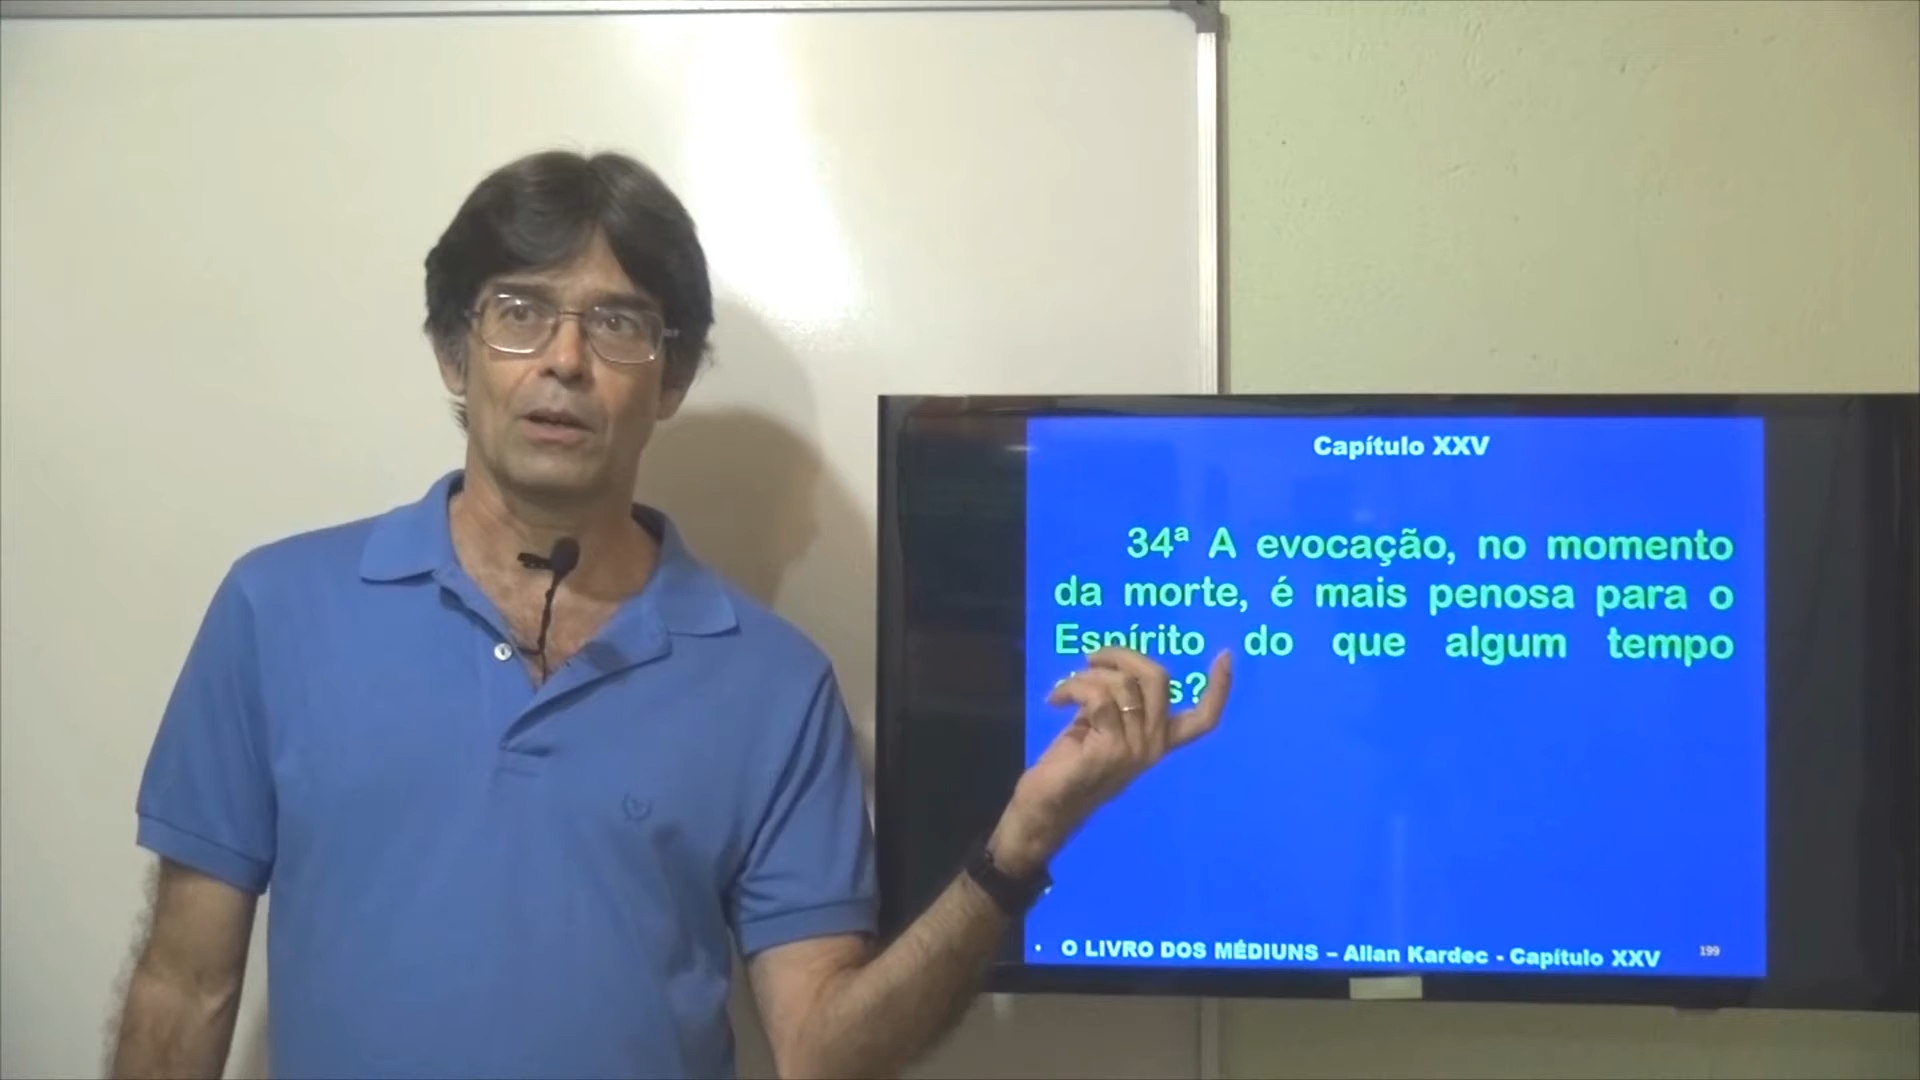 Capítulo XXV
34ª A evocação, no momento
da morte, é mais penosa para o
Espírito do que algum tempo
O LIVRO DOS MÉDIUNS – Allan Kardec - Capítulo XXV
199